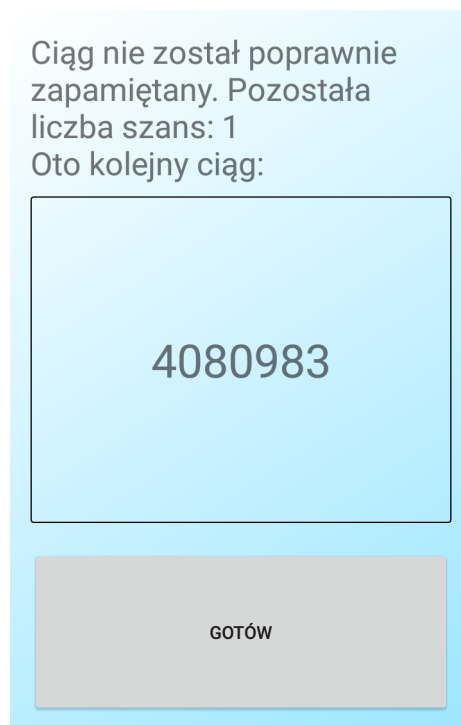 Ciąg nie został poprawnie
zapamiętany. Pozostała
liczba szans: 1
Oto kolejny ciąg:
4080983
GOTÓW